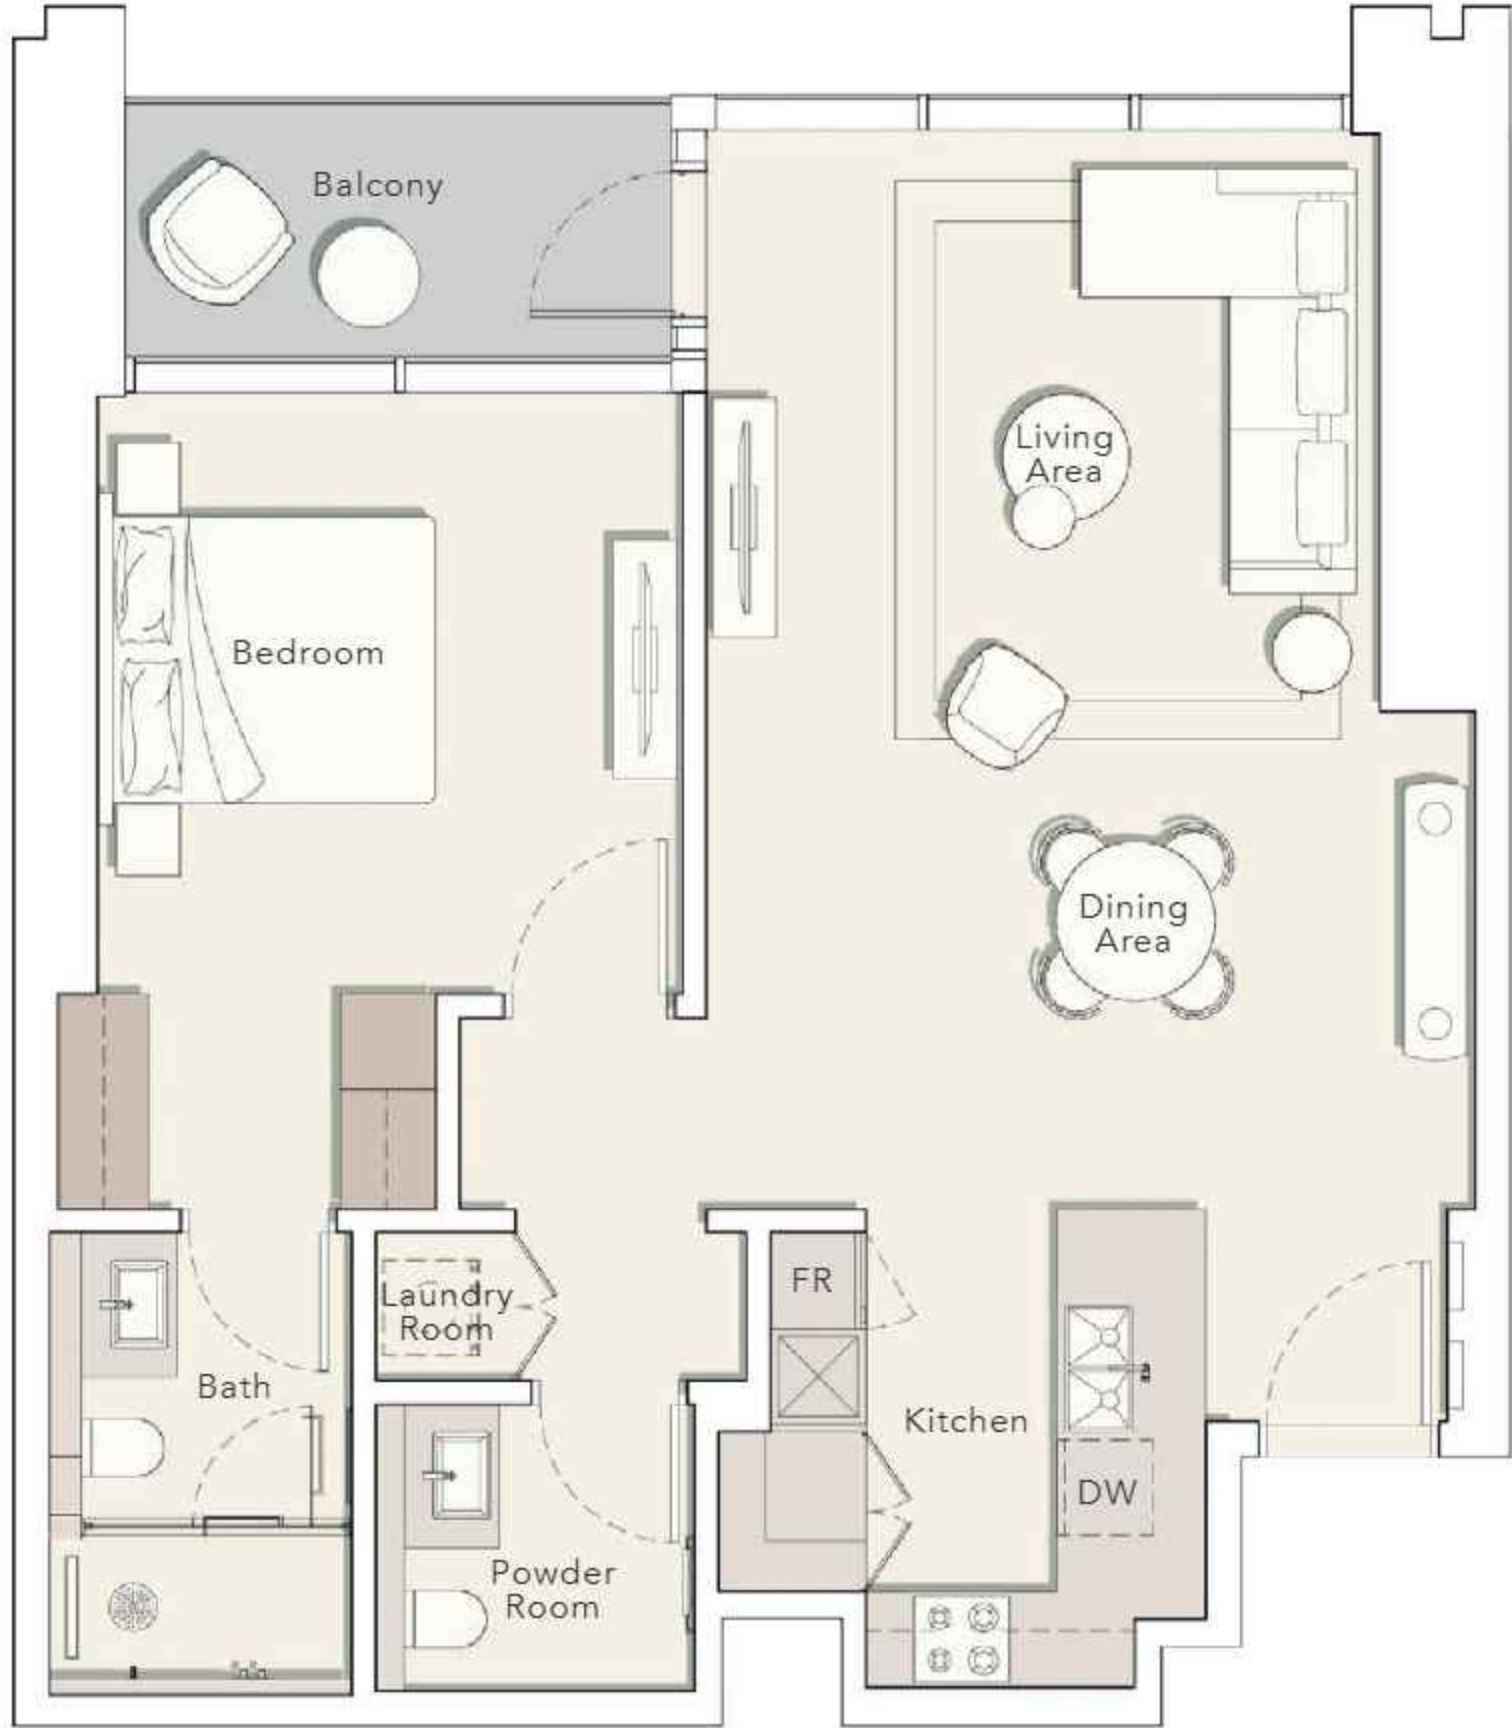 Balcony
Living
Area
Bedroom
Dining
Area
FR
Laundry
Room
Bath
Kitchen
DW
Powder
Room